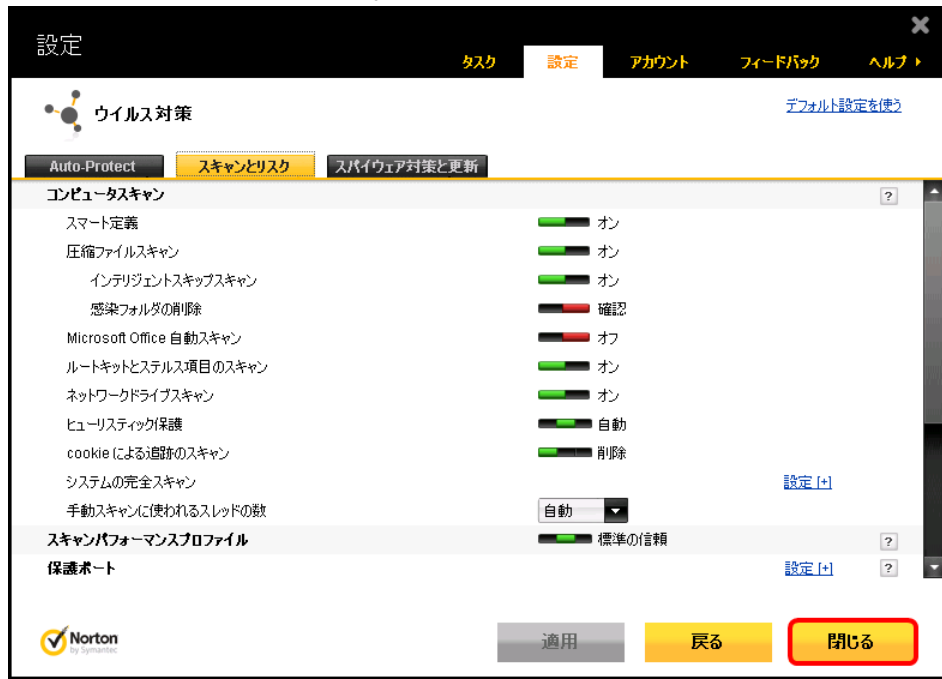 設定
タスク 設定 アカウント フィードバック ヘルプ
ウイルス対策 デフォルト設定を使う
Auto-Protect スキャンとリスク スパイウェア対策と更新
コンピュータスキャン ?
スマート定義 オン
圧縮ファイルスキャン オン
インテリジェントスキップスキャン オン
感染フォルダの削除 確認
Microsoft Office 自動スキャン オフ
ルートキットとステルス項目のスキャン オン
ネットワークドライブスキャン オン
ヒューリスティック保護 自動
cookie による追跡のスキャン 削除
システムの完全スキャン 設定 [+]
手動スキャンに使われるスレッドの数 自動
スキャンパフォーマンスプロファイル 標準の信頼 ?
保護ポート 設定 [+] ?
Norton
by Symantec
適用 戻る 閉じる